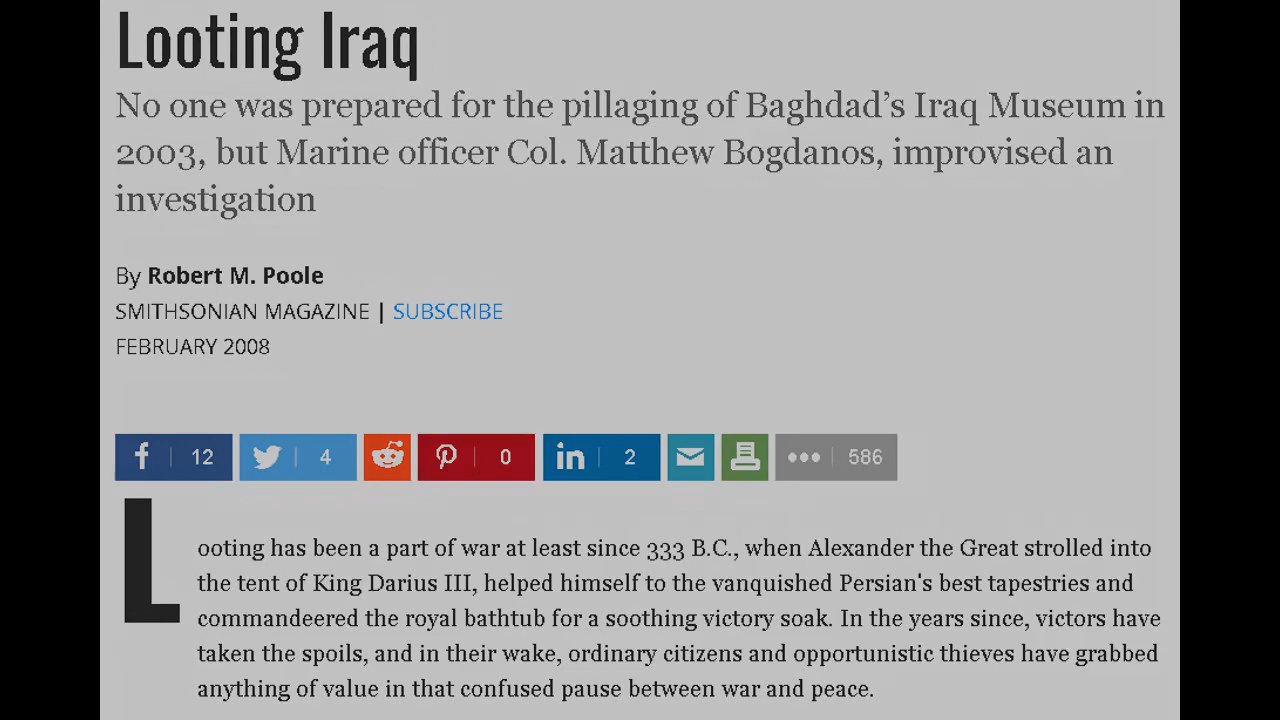 Looting Iraq
No one was prepared for the pillaging of Baghdad’s Iraq Museum in
2003, but Marine officer Col. Matthew Bogdanos, improvised an
investigation
By Robert M. Poole
SMITHSONIAN MAGAZINE | SUBSCRIBE
FEBRUARY 2008
12 4 0 in 2 586
Looting has been a part of war at least since 333 B.C., when Alexander the Great strolled into
the tent of King Darius III, helped himself to the vanquished Persian's best tapestries and
commandeered the royal bathtub for a soothing victory soak. In the years since, victors have
taken the spoils, and in their wake, ordinary citizens and opportunistic thieves have grabbed
anything of value in that confused pause between war and peace.